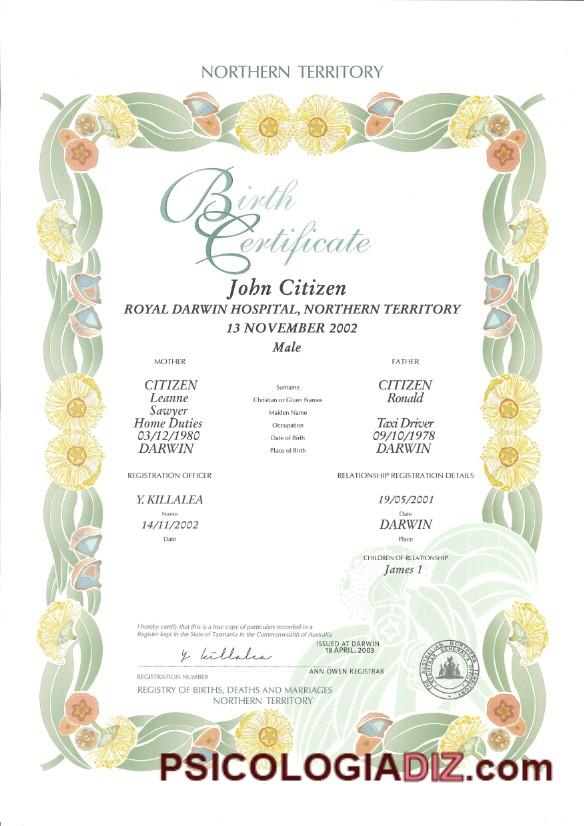 NORTHERN TERRITORY
Birth
Certificate
John Citizen
ROYAL DARWIN HOSPITAL, NORTHERN TERRITORY
13 NOVEMBER 2002
Male
MOTHER FATHER
CITIZEN Surname CITIZEN
Leanne Christian or Given Names Ronald
Sawyer Maiden Name
Home Duties Occupation Taxi Driver
03/12/1980 Date of Birth 09/10/1978
DARWIN Place of Birth DARWIN
REGISTRATION OFFICER RELATIONSHIP REGISTRATION DETAILS
Y. KILLALEA 19/05/2001
Name Date
14/11/2002 DARWIN
Date Place
CHILDREN OF RELATIONSHIP
James 1
I hereby certify that this is a true copy of particulars recorded in a
Register kept in the State of Tasmania in the Commonwealth of Australia
ISSUED AT DARWIN
18 APRIL, 2003
y killalea
ANN OWEN REGISTRAR
REGISTRATION NUMBER
REGISTRY OF BIRTHS, DEATHS AND MARRIAGES
NORTHERN TERRITORY
PSICOLOGIADIZ.com